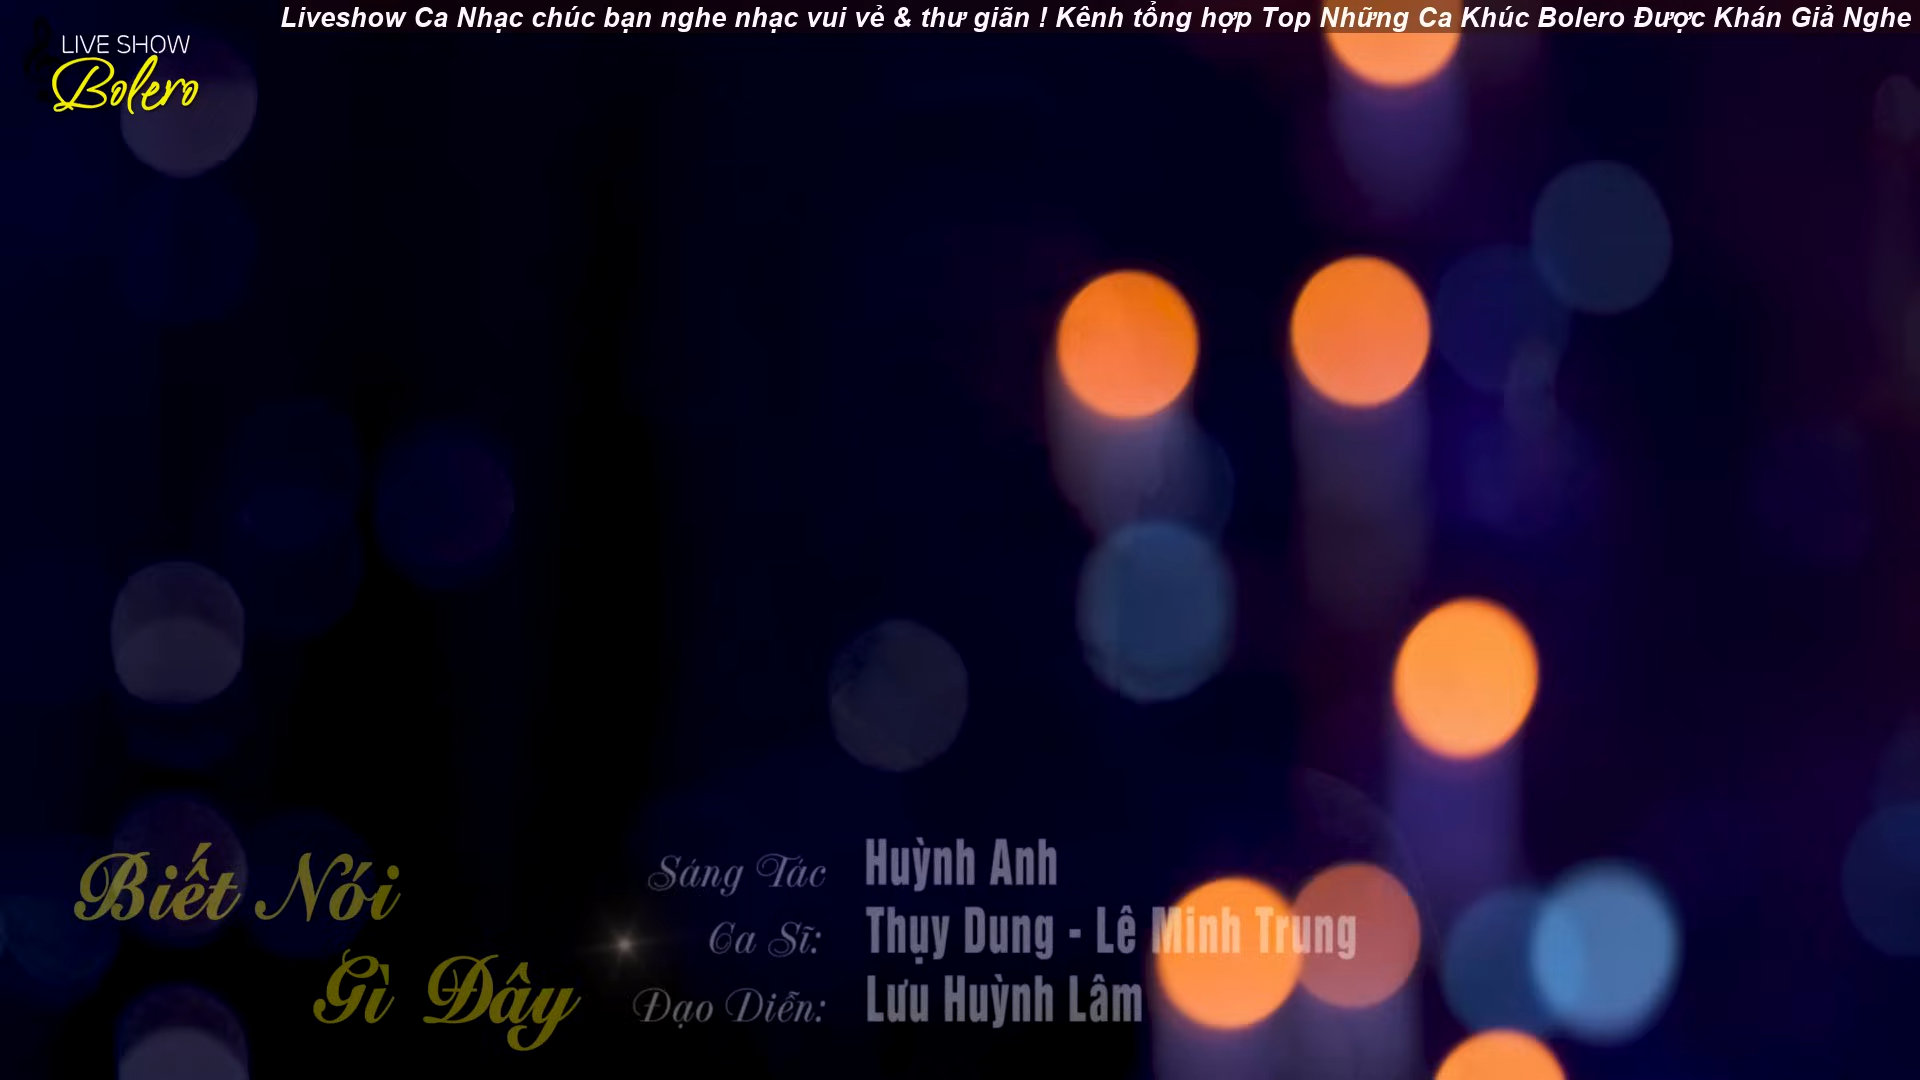 Liveshow Ca Nhạc chúc bạn nghe nhạc vui vẻ & thư giãn ! Kênh tổng hợp Top Những Ca Khúc Bolero Được Khán Giả Nghe
LIVE SHOW
Bolero
Biết Nói
Gì Đây
Sáng Tác Huỳnh Anh
Ca Sĩ: Thụy Dung - Lê Minh Trung
Đạo Diễn: Lưu Huỳnh Lâm